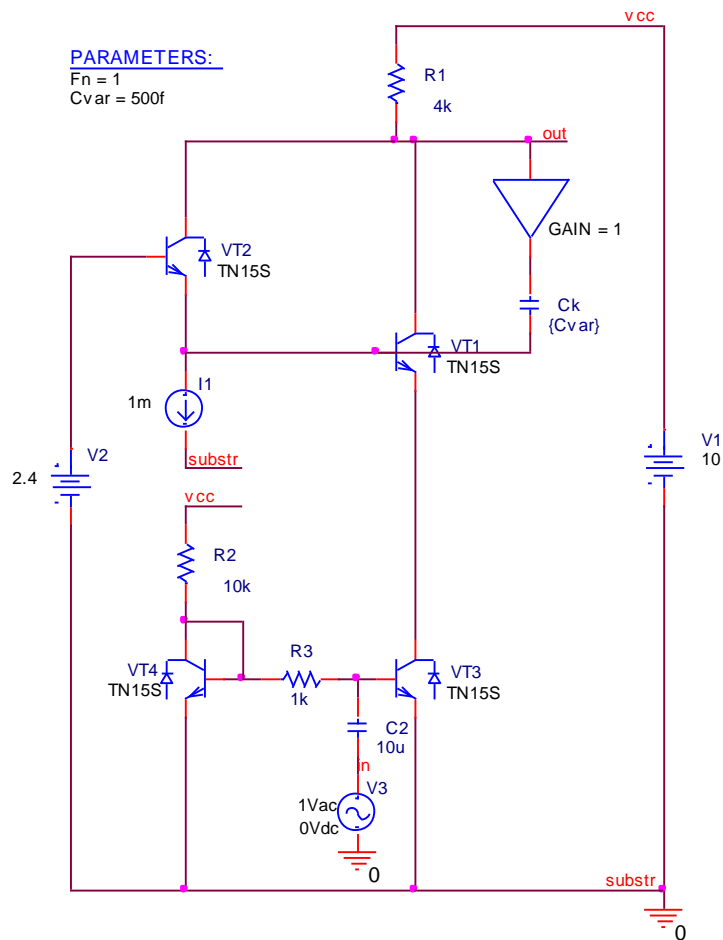 vcc
PARAMETERS:
Fn = 1
Cvar = 500f
R1
4k
out
GAIN = 1
VT2
TN15S
Ck
{Cvar}
VT1
TN15S
I1
1m
V2
2.4
V1
10
substr
vcc
R2
10k
R3
1k
VT4
TN15S
VT3
TN15S
C2
10u
in
V3
1Vac
0Vdc
0
substr
0